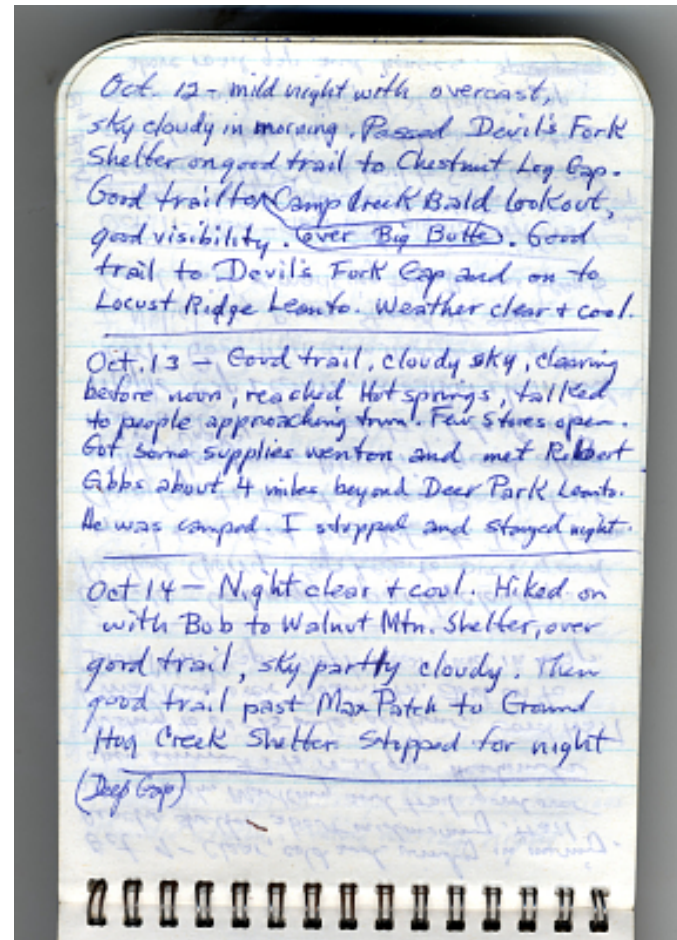 Oct. 12 - mild night with overcast,
sky cloudy in morning. Passed Devil's Fork
Shelter on good trail to Chestnut Log Gap.
Good trail to Camp Creek Bald lookout,
good visibility. over Big Butte. Good
trail to Devil's Fork Gap and on to
Locust Ridge Leanto. Weather clear + cool.
Oct. 13 - Good trail, cloudy sky, clearing
before noon, reached Hot springs, talked
to people approaching town. Few stores open.
Got some supplies went on and met Robert
Gibbs about 4 miles beyond Deer Park Leanto.
He was camped. I stopped and stayed night.
Oct 14 - Night clear + cool. Hiked on
with Bob to Walnut Mtn. Shelter, over
good trail, sky partly cloudy. Then
good trail past Max Patch to Ground
Hog Creek Shelter Stopped for night
(Deep Gap)